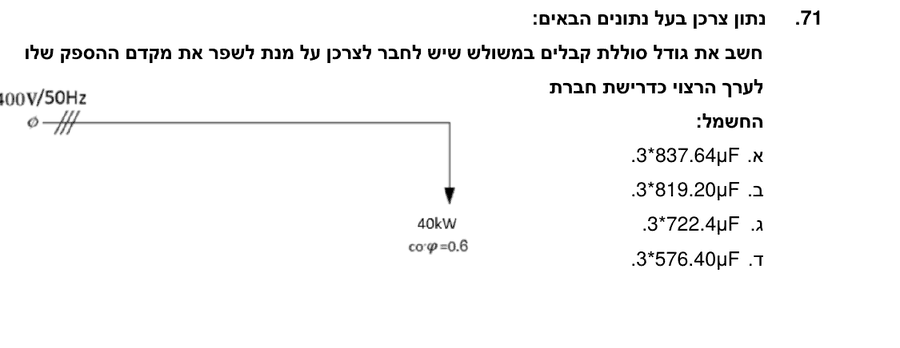 71. נתון צרכן בעל נתונים הבאים:
חשב את גודל סוללת קבלים במשולש שיש לחבר לצרכן על מנת לשפר את מקדם ההספק שלו
לערך הרצוי כדרישת חברת
החשמל:
א. 3*837.64µF.
ב. 3*819.20µF.
ג. 3*722.4µF.
ד. 3*576.40µF.
400V/50Hz
40kW
coφ=0.6